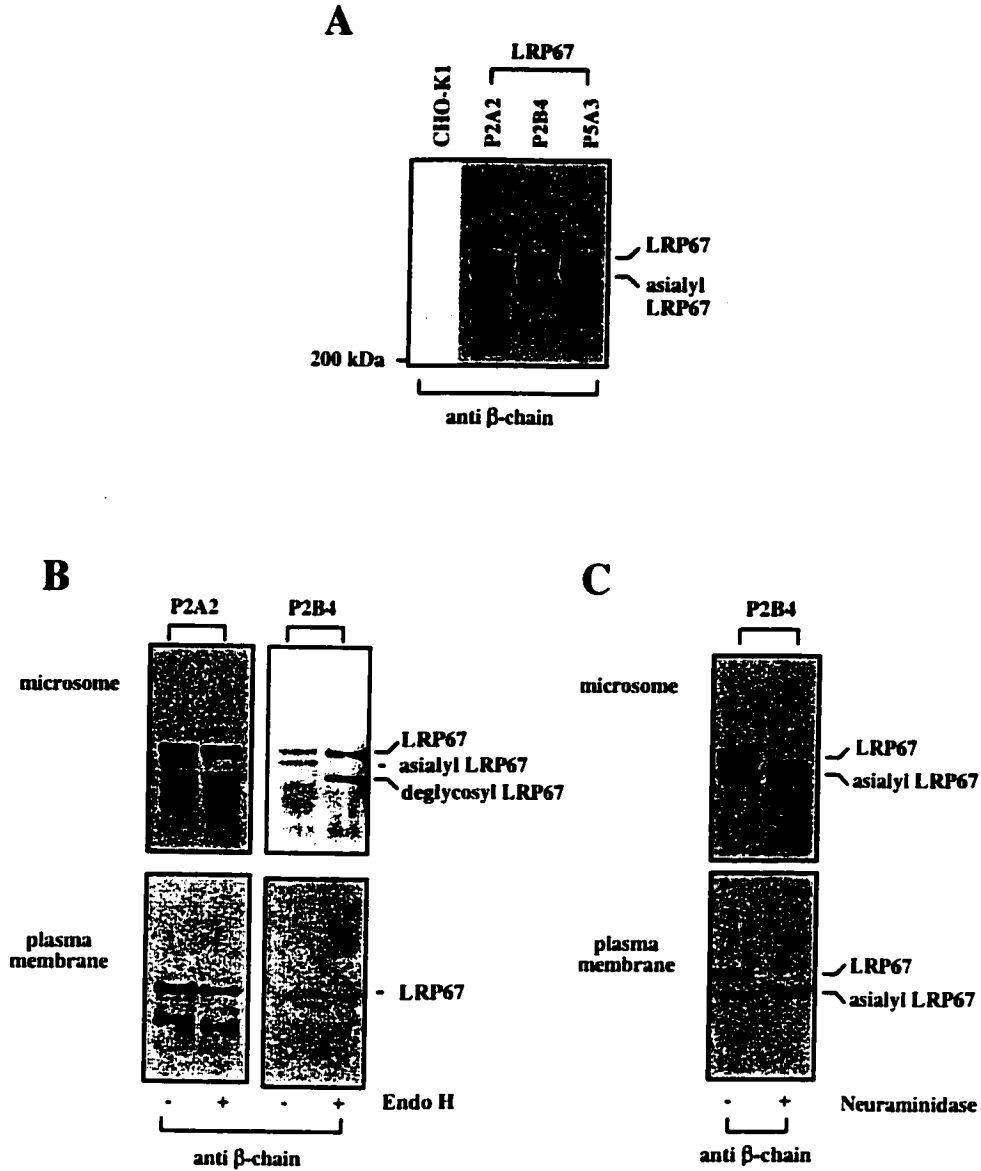 A
LRP67
CHO-K1
P2A2
P2B4
P5A3
LRP67
asialyl
LRP67
200 kDa
anti β-chain
B
P2A2
P2B4
microsome
LRP67
asialyl LRP67
deglycosyl LRP67
plasma
membrane
LRP67
- + - +
Endo H
anti β-chain
C
P2B4
microsome
LRP67
asialyl LRP67
plasma
membrane
LRP67
asialyl LRP67
- +
Neuraminidase
anti β-chain